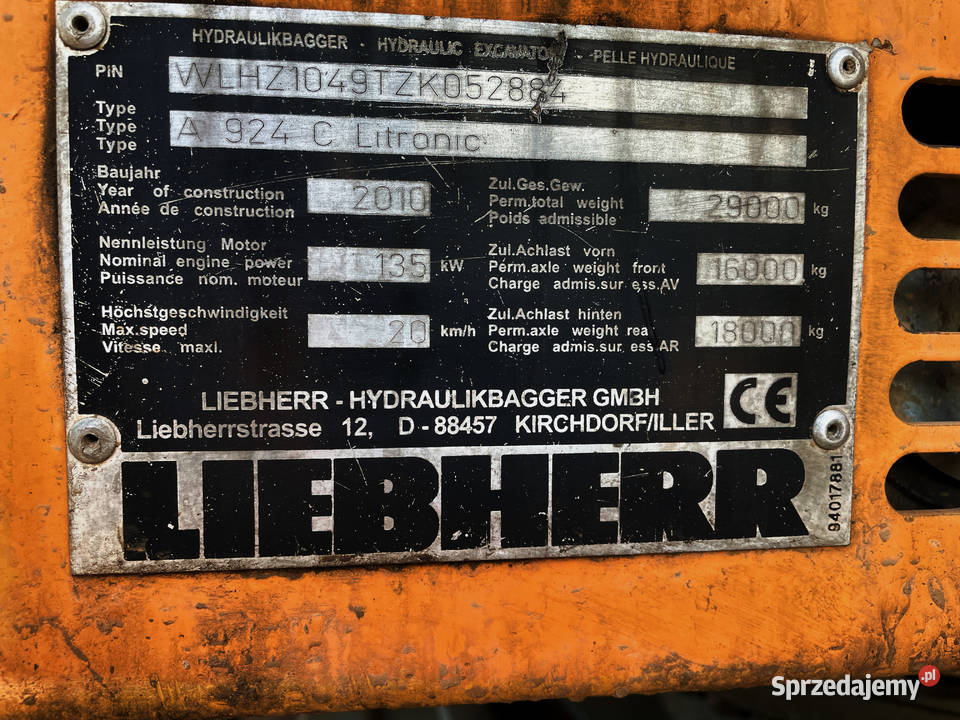 HYDRAULIKBAGGER - HYDRAULIC EXCAVATOR - PELLE HYDRAULIQUE
PIN WLHZ1049TZK052884
Type
Type A 924 C Litronic
Type
Baujahr
Year of construction 2010
Année de construction
Nennleistung Motor
Nominal engine power 135 kW
Puissance nom. moteur
Höchstgeschwindigkeit
Max.speed 20 km/h
Vitesse maxl.
Zul.Ges.Gew.
Perm.total weight 29000 kg
Poids admissible
Zul.Achlast vorn
Perm.axle weight front 16000 kg
Charge admis.sur ess.AV
Zul.Achlast hinten
Perm.axle weight rea 18000 kg
Charge admis.sur ess.AR
LIEBHERR - HYDRAULIKBAGGER GMBH
Liebherrstrasse 12, D - 88457 KIRCHDORF/ILLER
CE
LIEBHERR
94017881
Sprzedajemy.pl